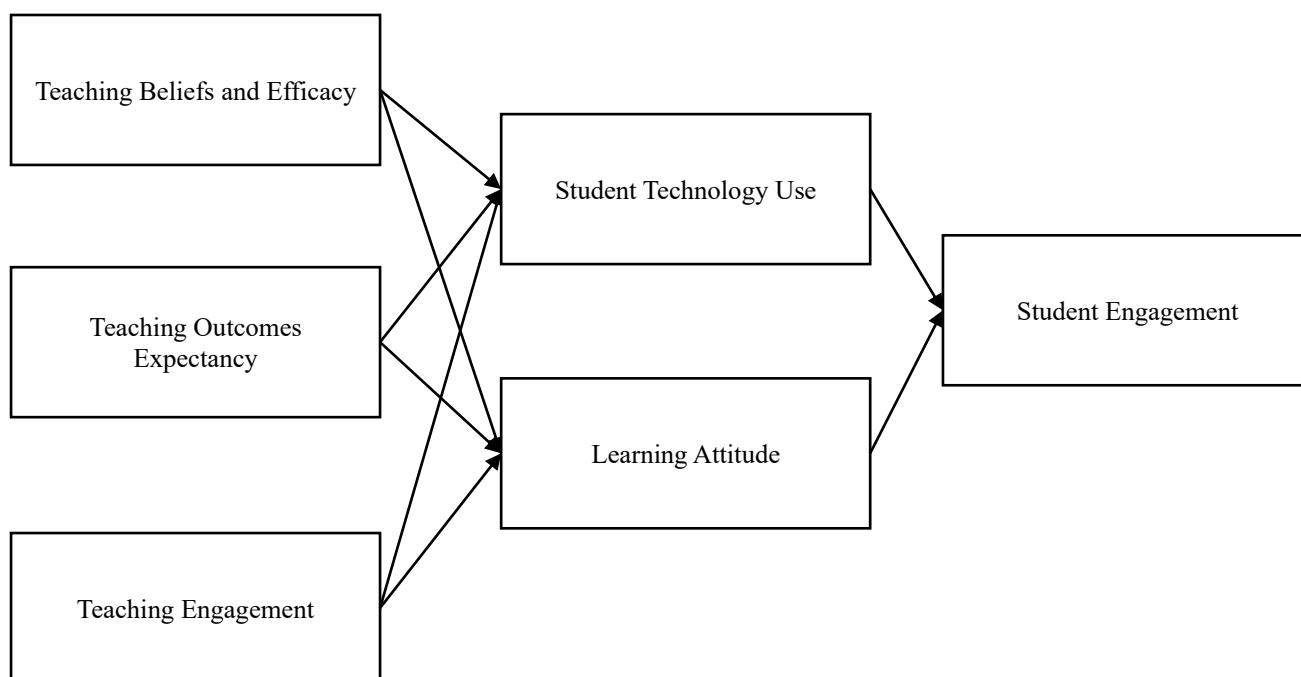 Teaching Beliefs and Efficacy
Student Technology Use
Student Engagement
Teaching Outcomes
Expectancy
Learning Attitude
Teaching Engagement